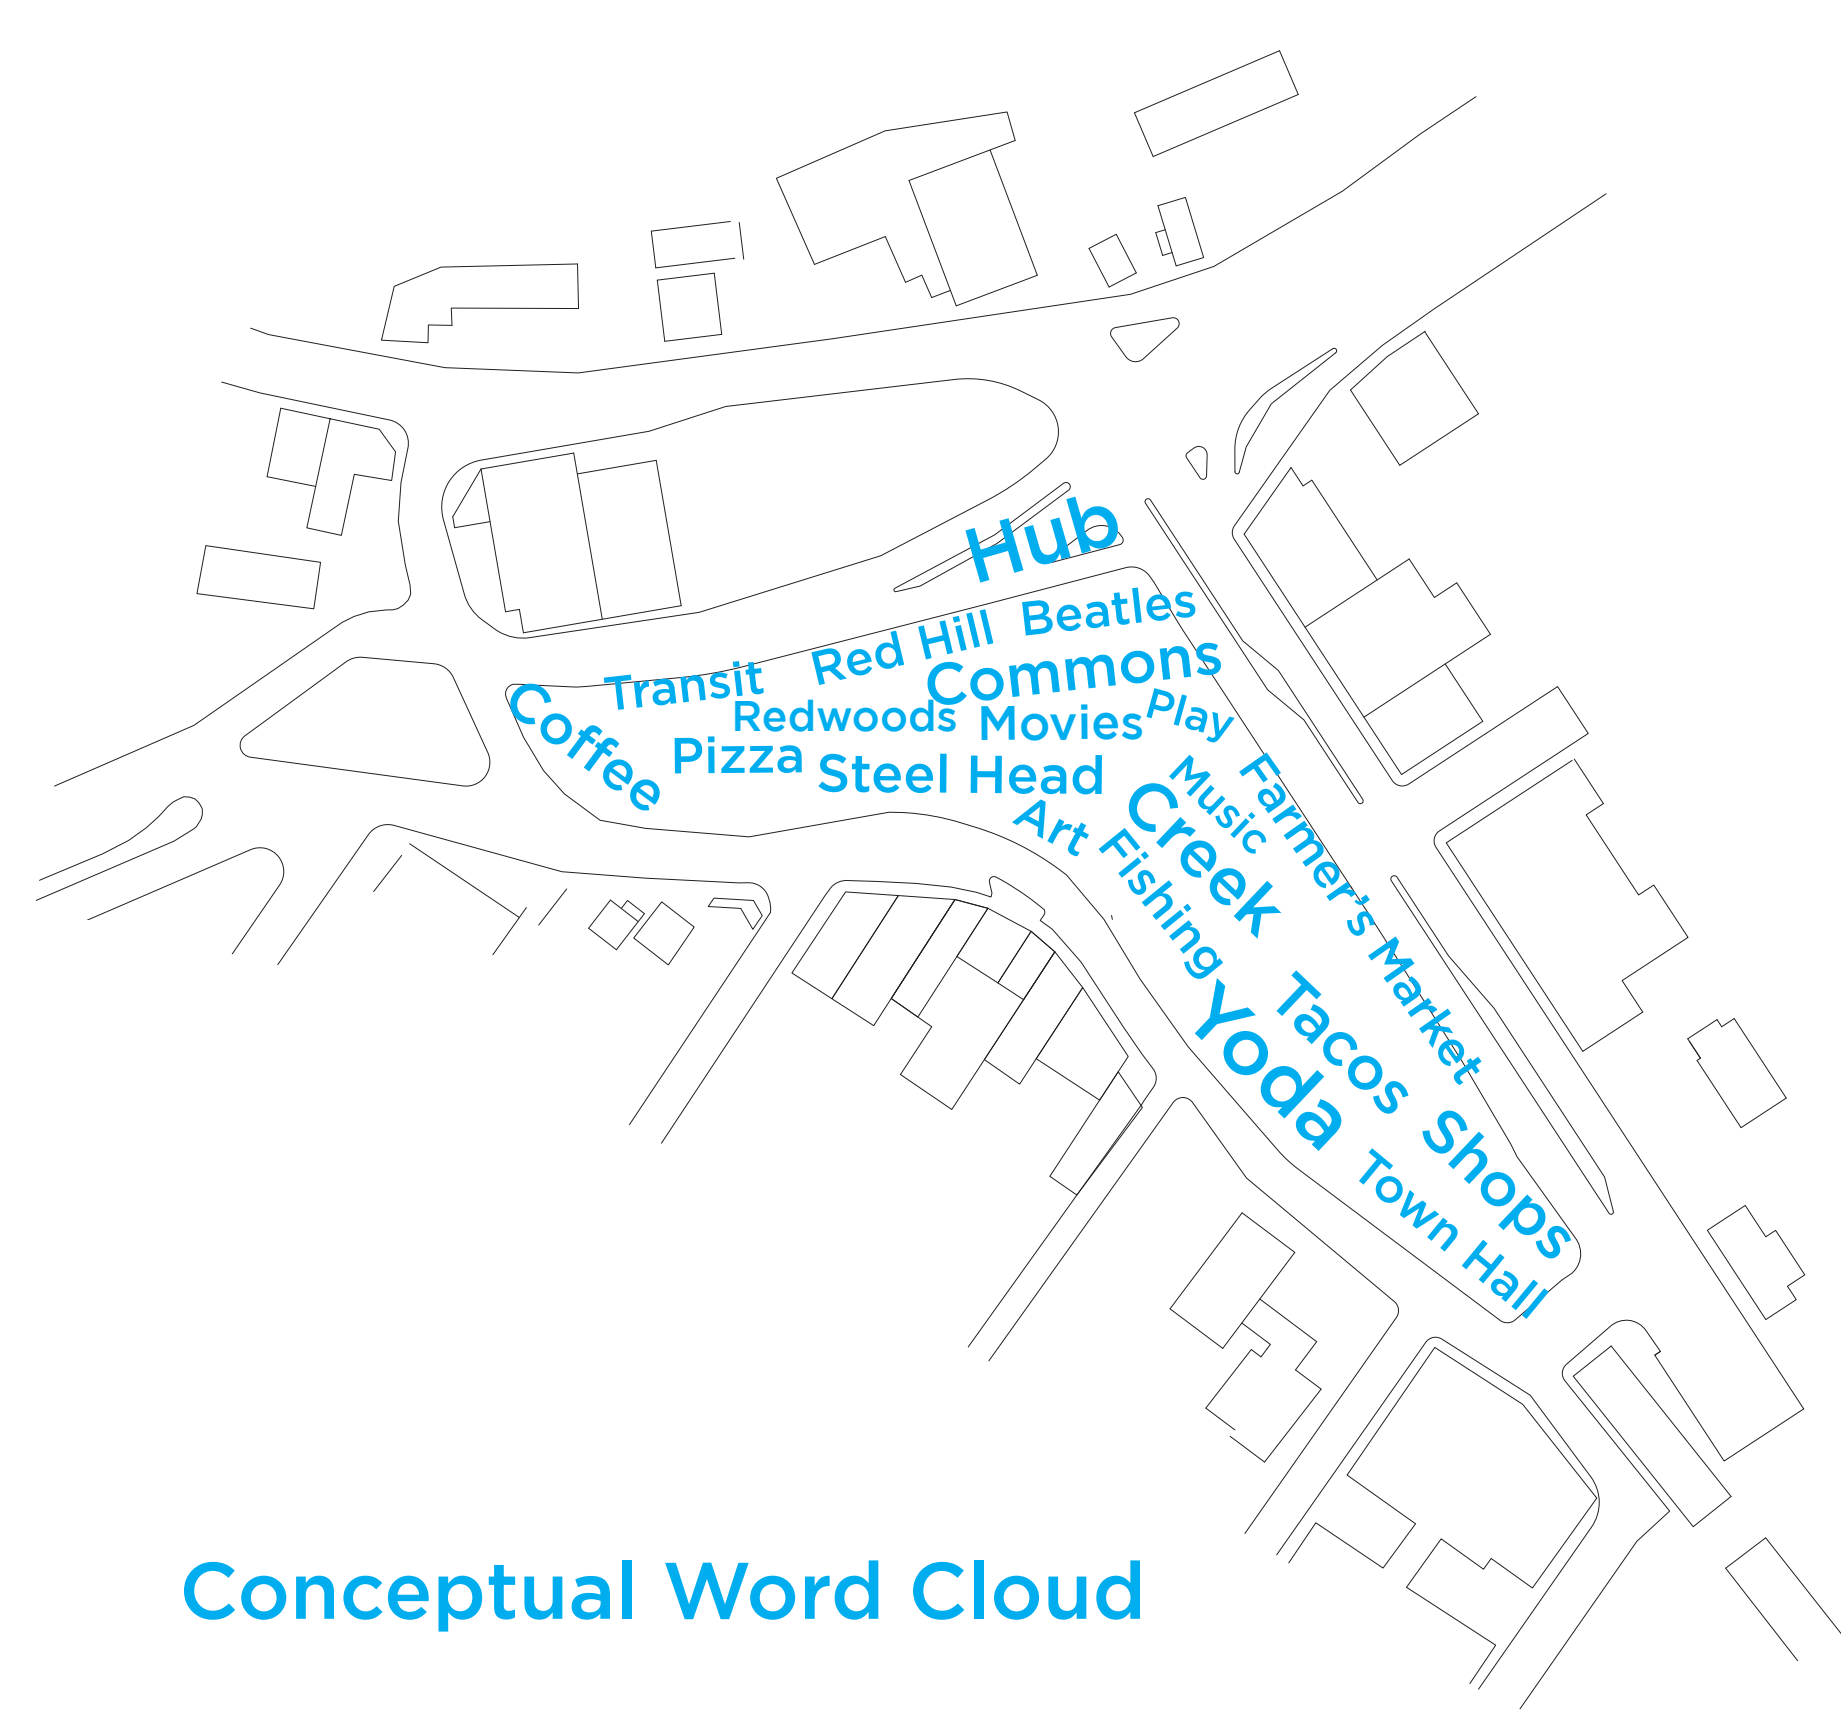 Hub
Beatles
Red Hill
Commons
Transit
Coffee
Redwoods
Movies
Play
Pizza
Steel Head
Art
Creek
Music
Farmer's Market
Fishing
Yoda
Tacos
Shops
Town Hall
Conceptual Word Cloud